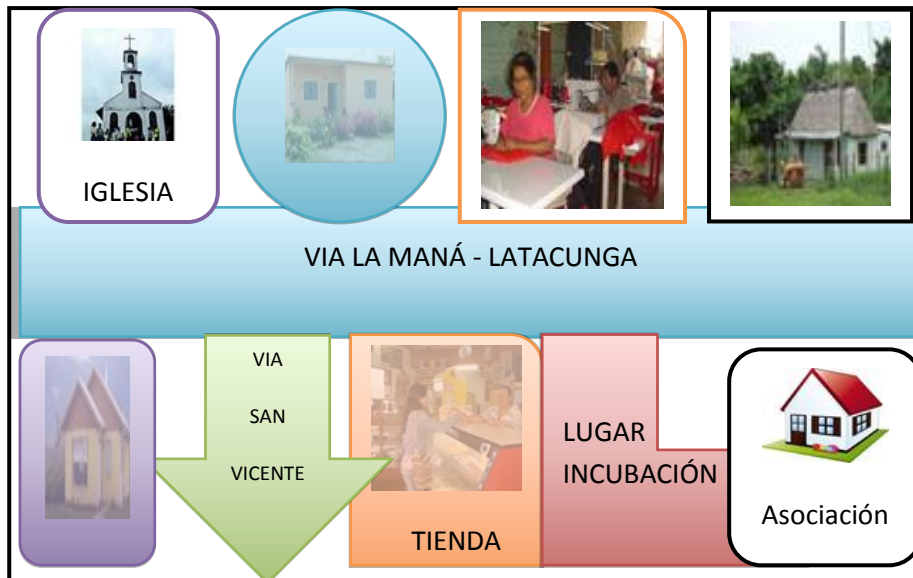 IGLESIA
VIA LA MANÁ - LATACUNGA
VIA
SAN
VICENTE
TIENDA
LUGAR
INCUBACIÓN
Asociación